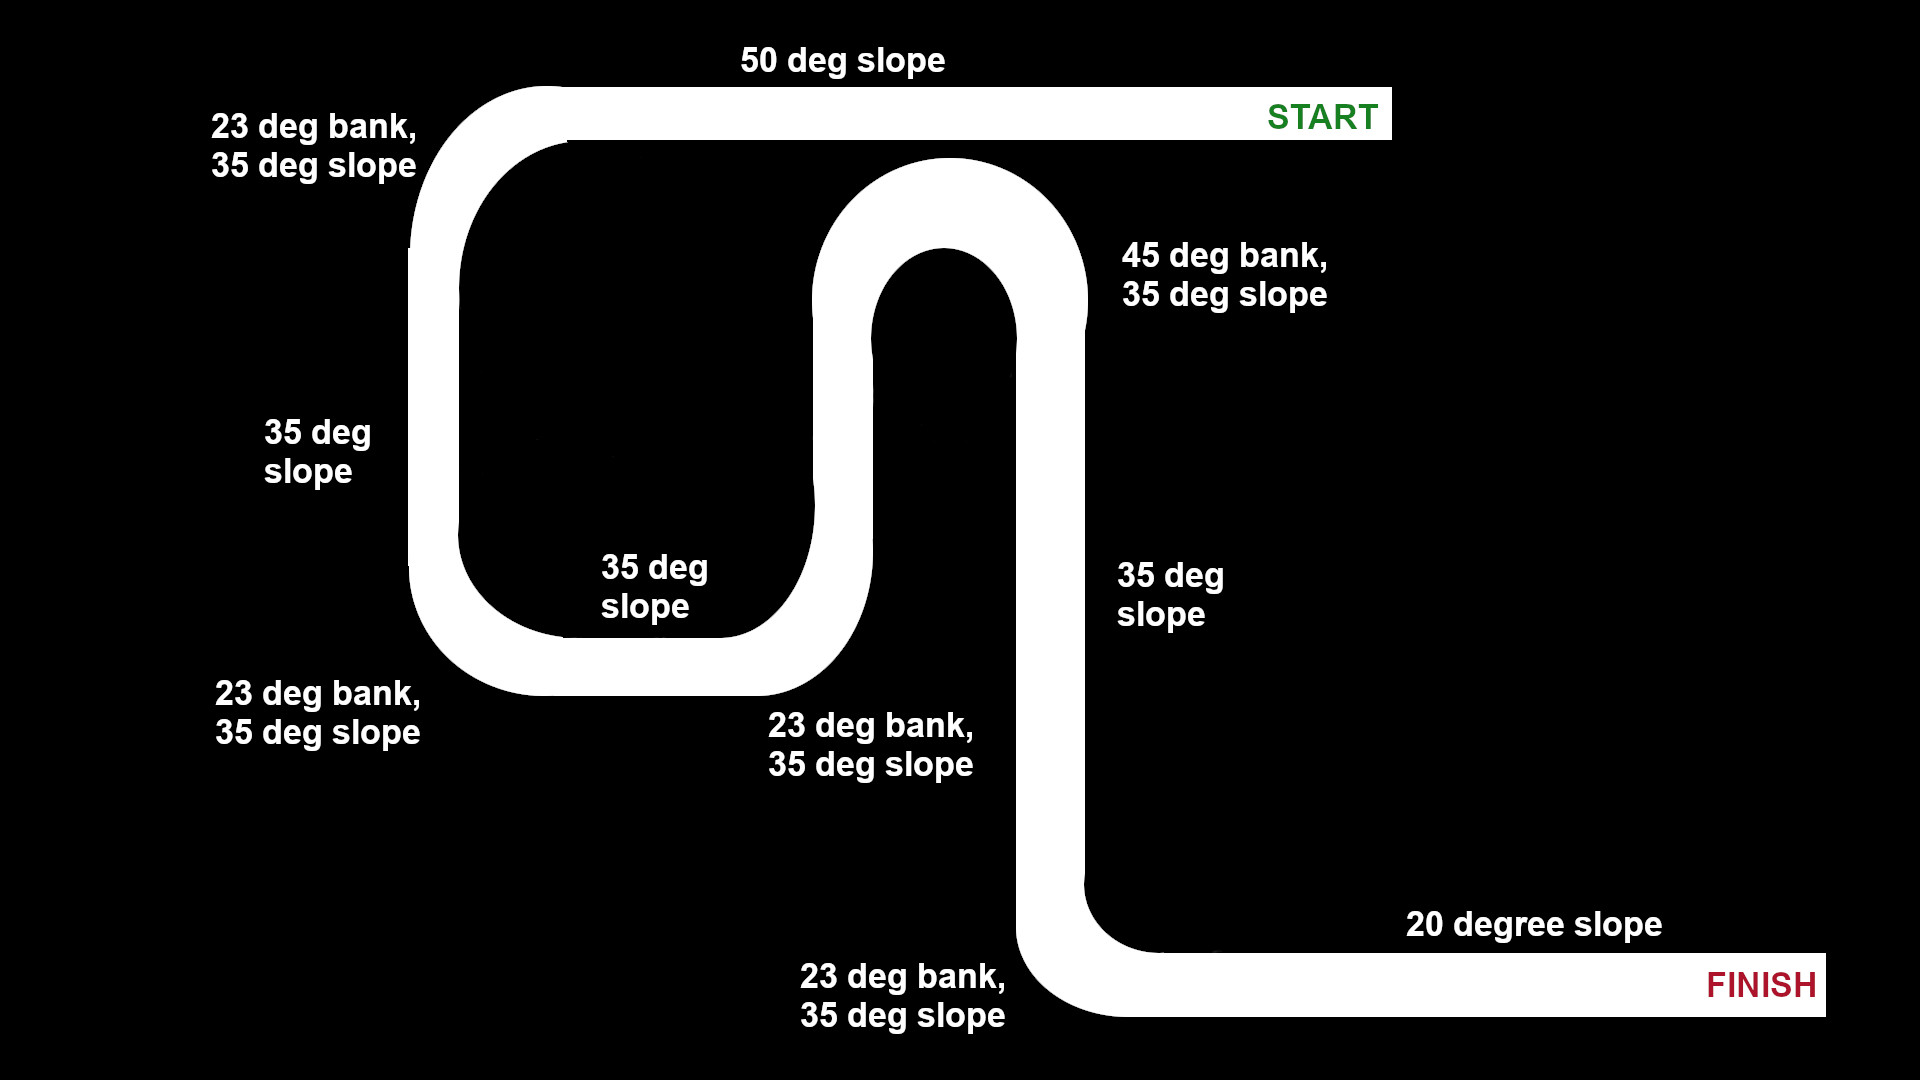 50 deg slope
START
23 deg bank,
35 deg slope
45 deg bank,
35 deg slope
35 deg
slope
35 deg
slope
35 deg
slope
23 deg bank,
35 deg slope
23 deg bank,
35 deg slope
20 degree slope
FINISH
23 deg bank,
35 deg slope